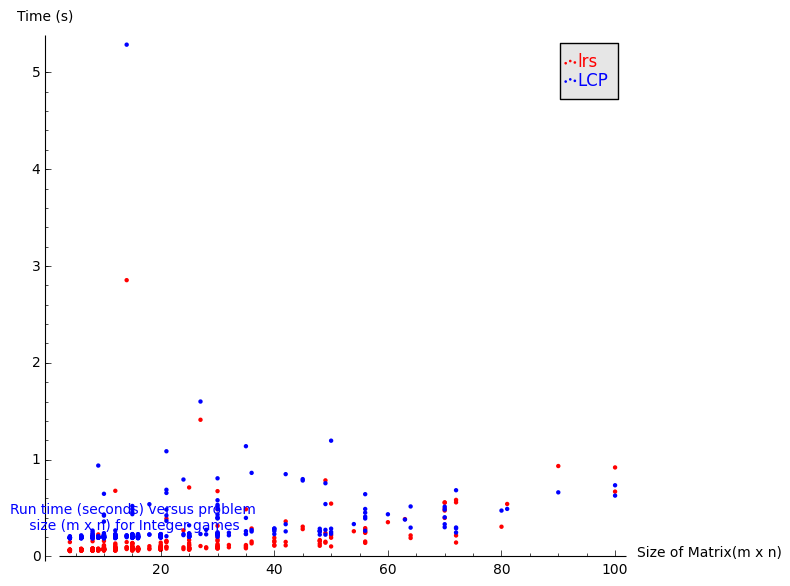 Time (s)
5
4
3
2
1
0
lrs
LCP
Run time (seconds) versus problem
size (m x n) for Integer games
20
40
60
80
100
Size of Matrix(m x n)